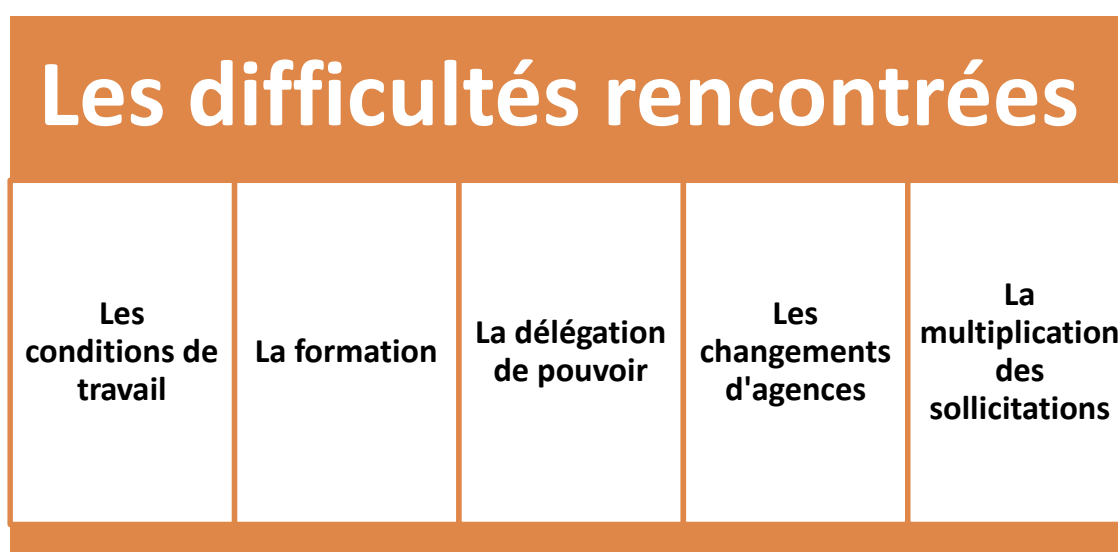 Les difficultés rencontrées
Les
conditions de
travail
La formation
La délégation
de pouvoir
Les
changements
d'agences
La
multiplication
des
sollicitations